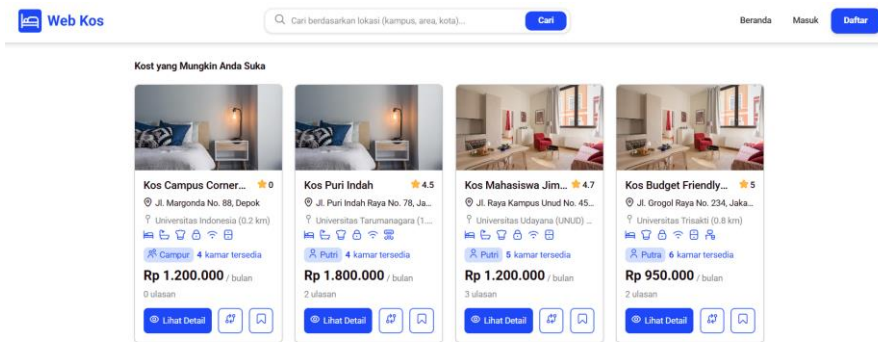 Web Kos
Cari berdasarkan lokasi (kampus, area, kota)...
Cari
Beranda
Masuk
Daftar
Kost yang Mungkin Anda Suka
Kos Campus Corner... 0
Jl. Margonda No. 88, Depok
Universitas Indonesia (0.2 km)
Campur 4 kamar tersedia
Rp 1.200.000 / bulan
0 ulasan
Lihat Detail
Kos Puri Indah 4.5
Jl. Puri Indah Raya No. 78, Ja...
Universitas Tarumanagara (1....
Putri 4 kamar tersedia
Rp 1.800.000 / bulan
2 ulasan
Lihat Detail
Kos Mahasiswa Jim... 4.7
Jl. Raya Kampus Unud No. 45...
Universitas Udayana (UNUD) ...
Putri 5 kamar tersedia
Rp 1.200.000 / bulan
3 ulasan
Lihat Detail
Kos Budget Friendly... 5
Jl. Grogol Raya No. 234, Jaka...
Universitas Trisakti (0.8 km)
Putra 6 kamar tersedia
Rp 950.000 / bulan
2 ulasan
Lihat Detail